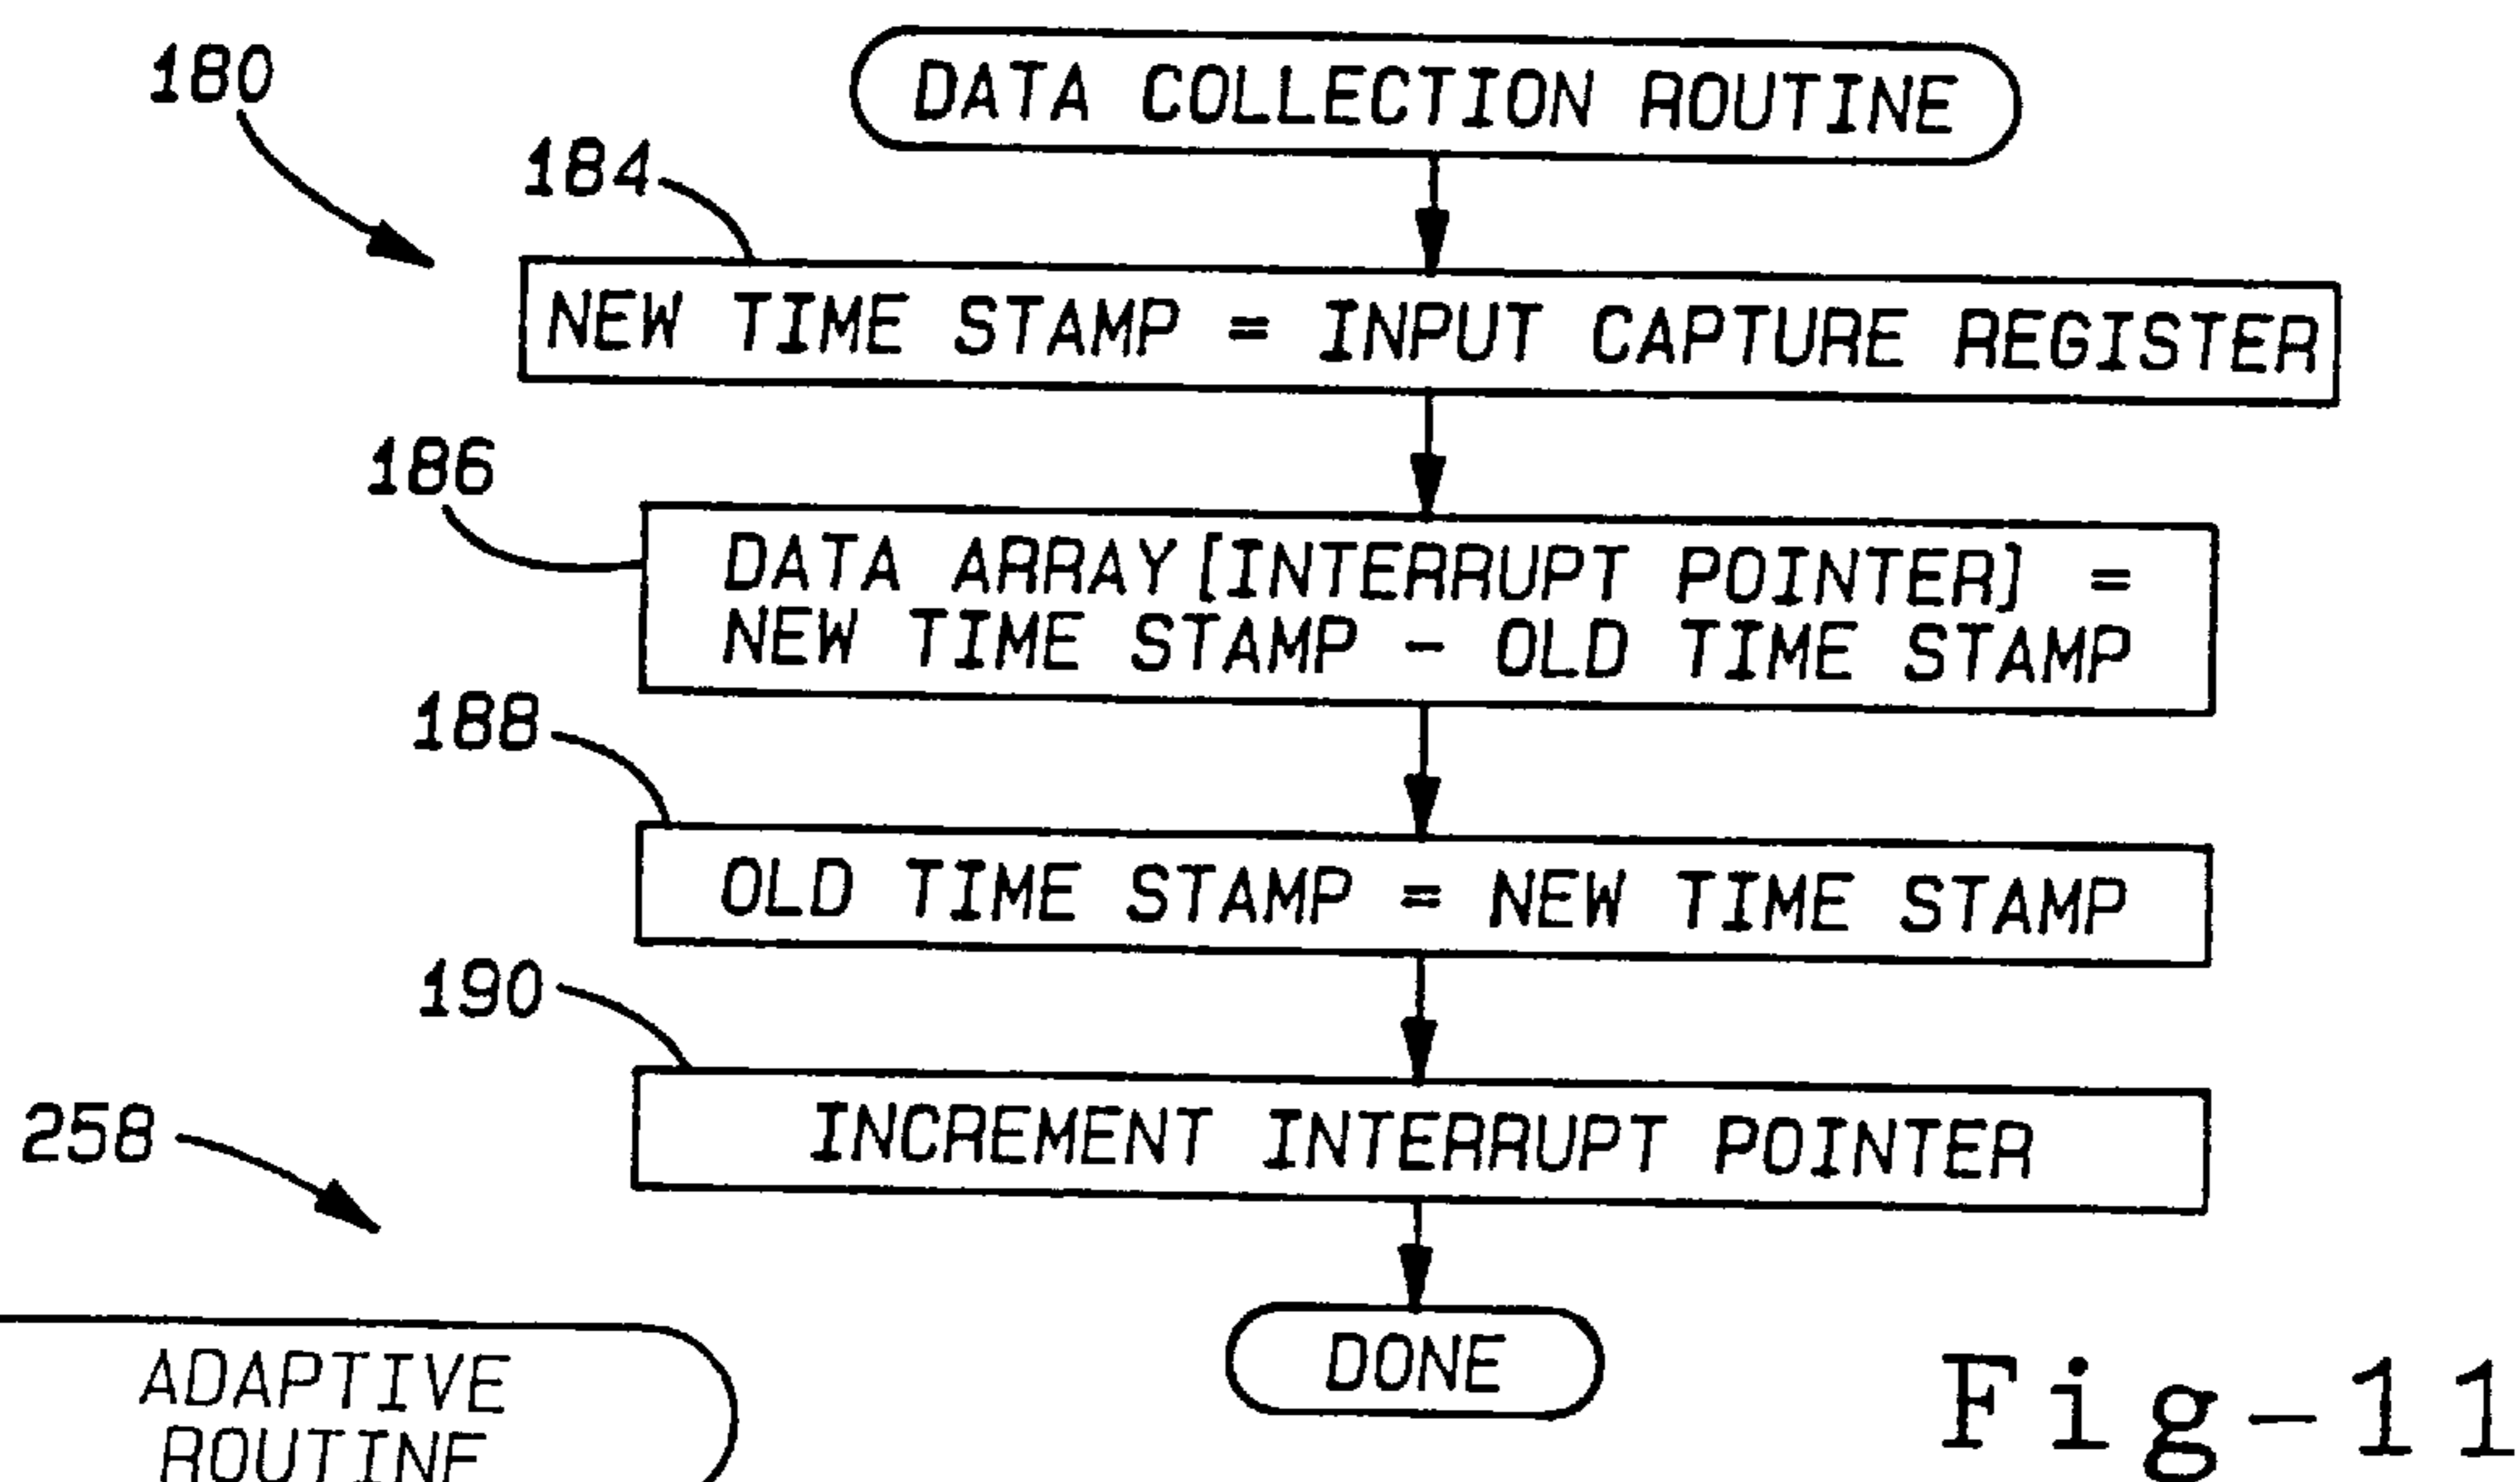 180
DATA COLLECTION ROUTINE
184
NEW TIME STAMP = INPUT CAPTURE REGISTER
186
DATA ARRAY[INTERRUPT POINTER] =
NEW TIME STAMP - OLD TIME STAMP
188
OLD TIME STAMP = NEW TIME STAMP
190
INCREMENT INTERRUPT POINTER
258
DONE
ADAPTIVE
ROUTINE
Fig-11